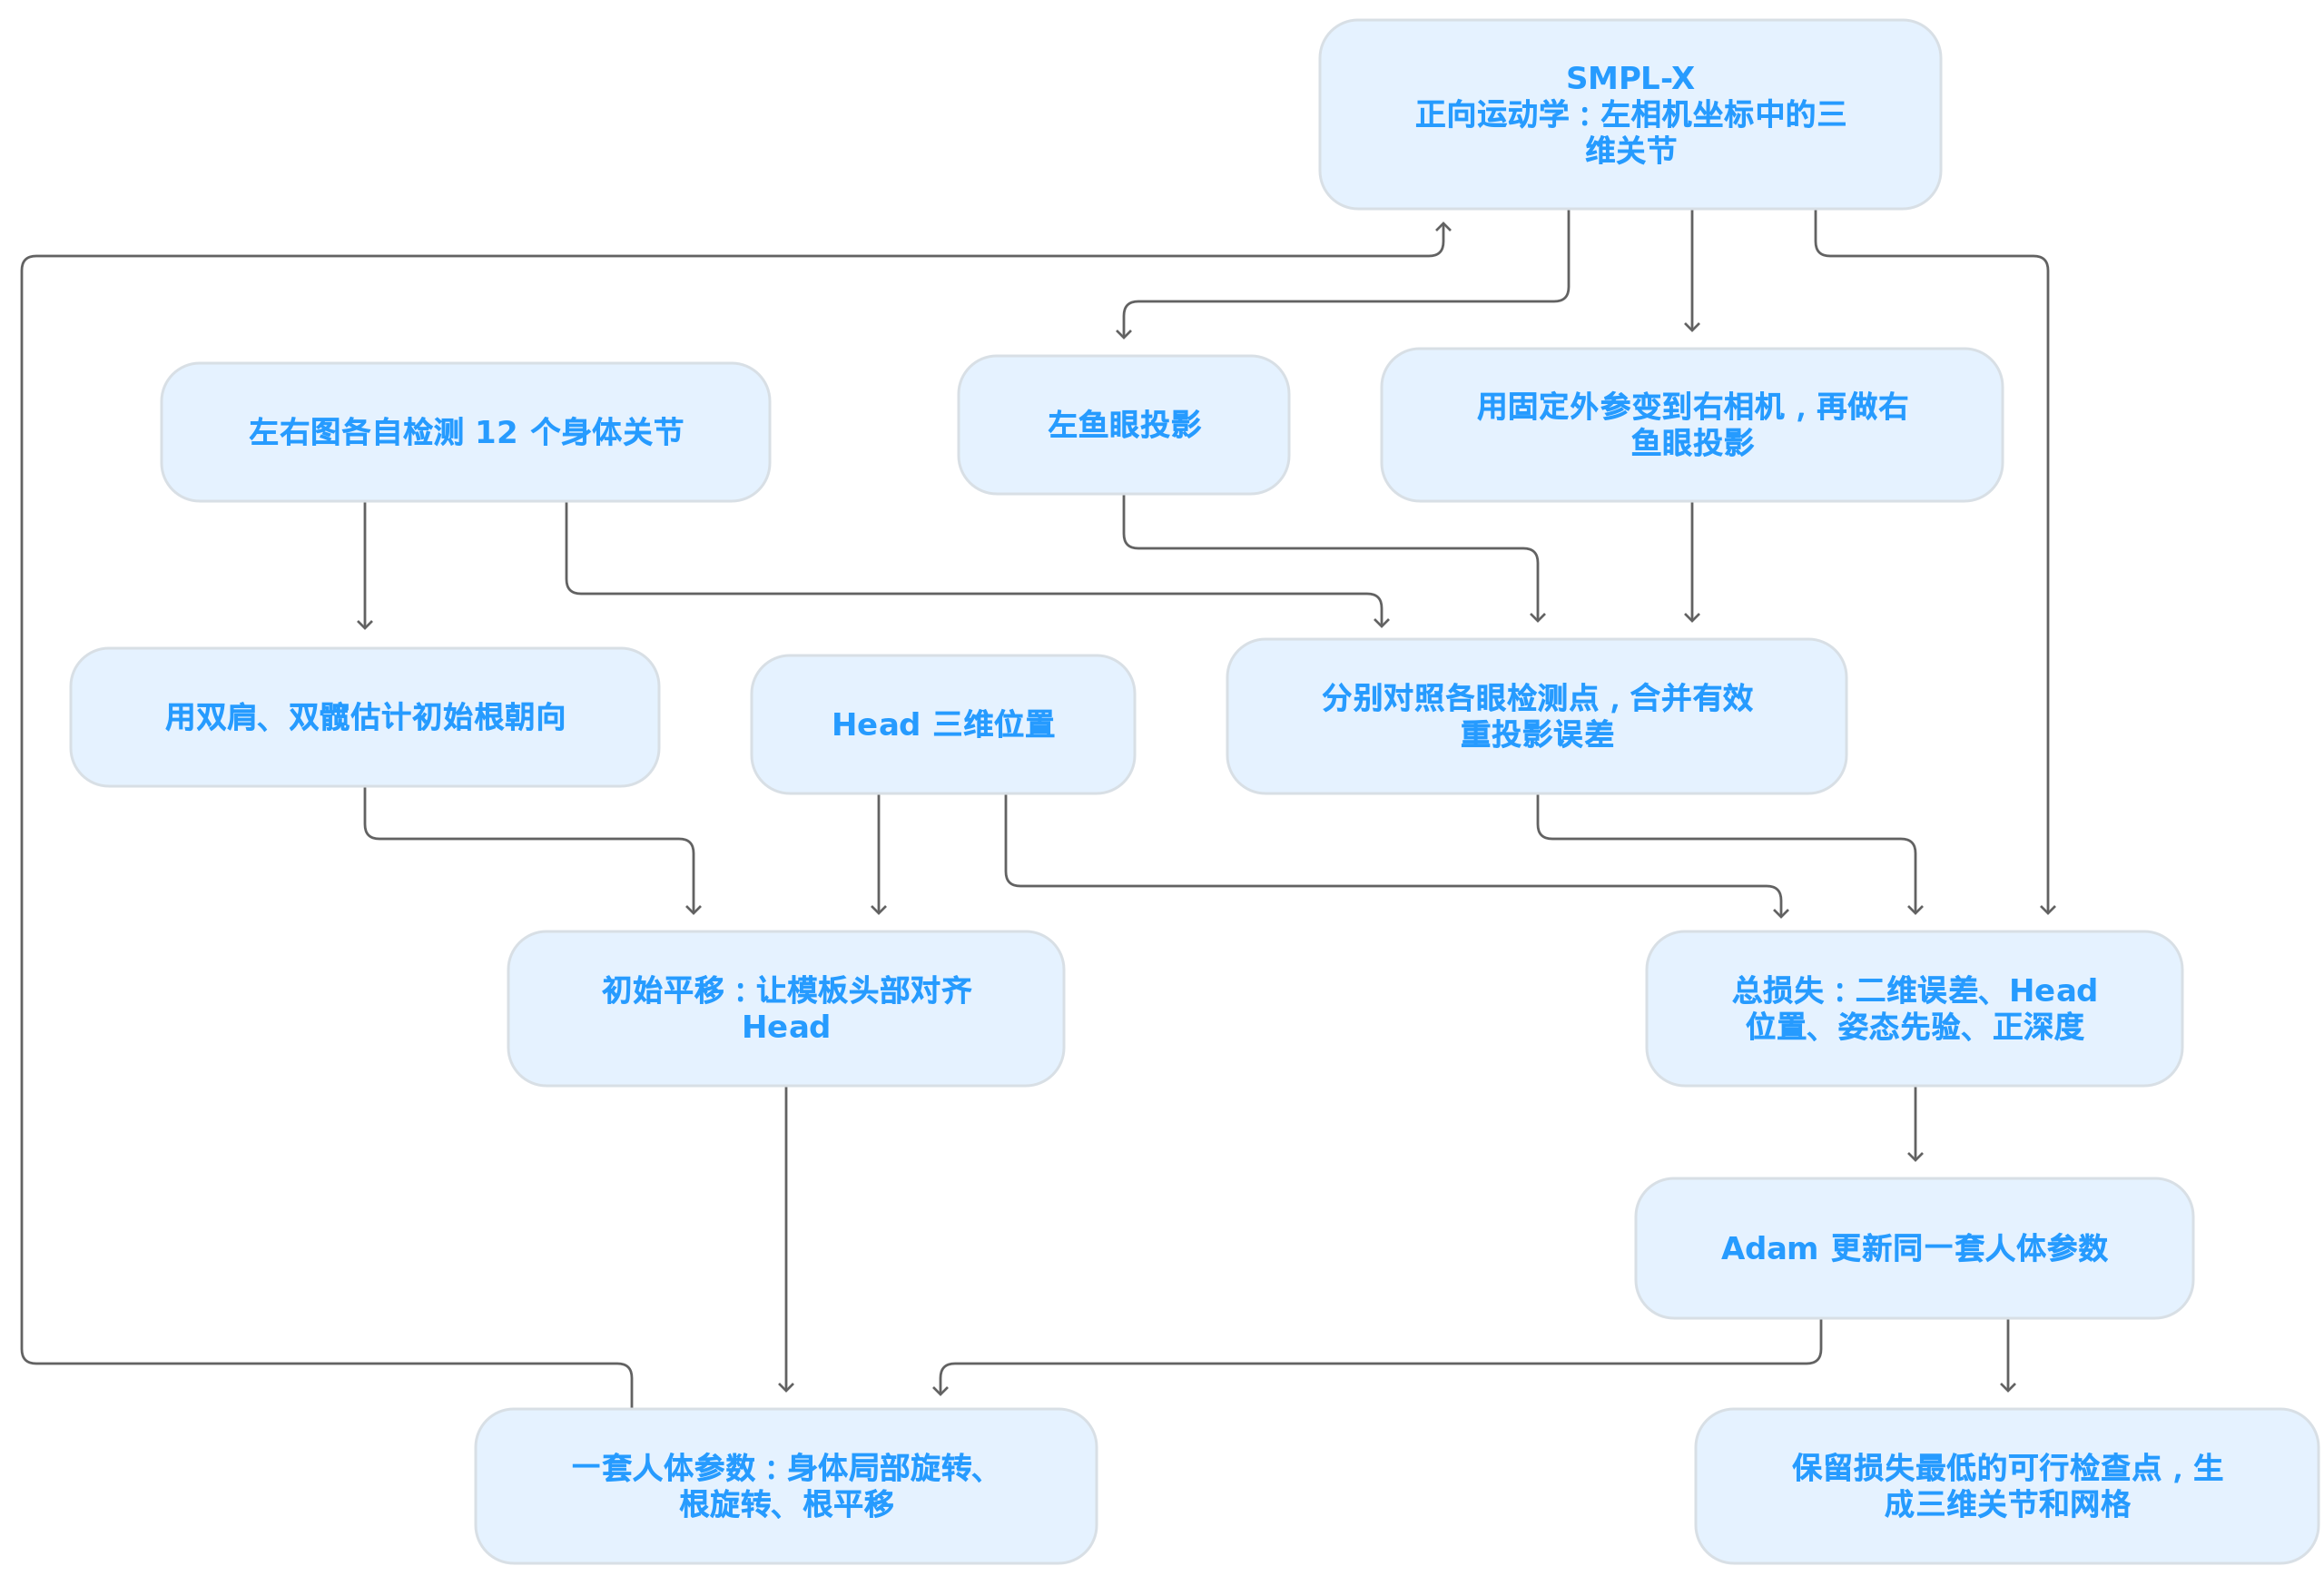 SMPL-X
正向运动学：左相机坐标中的三
维关节
左右图各自检测 12 个身体关节
左鱼眼投影
用固定外参变到右相机，再做右
鱼眼投影
用双肩、双髋估计初始根朝向
Head 三维位置
分别对照各眼检测点，合并有效
重投影误差
初始平移：让模板头部对齐
Head
总损失：二维误差、Head
位置、姿态先验、正深度
Adam 更新同一套人体参数
一套人体参数：身体局部旋转、
根旋转、根平移
保留损失最低的可行检查点，生
成三维关节和网格